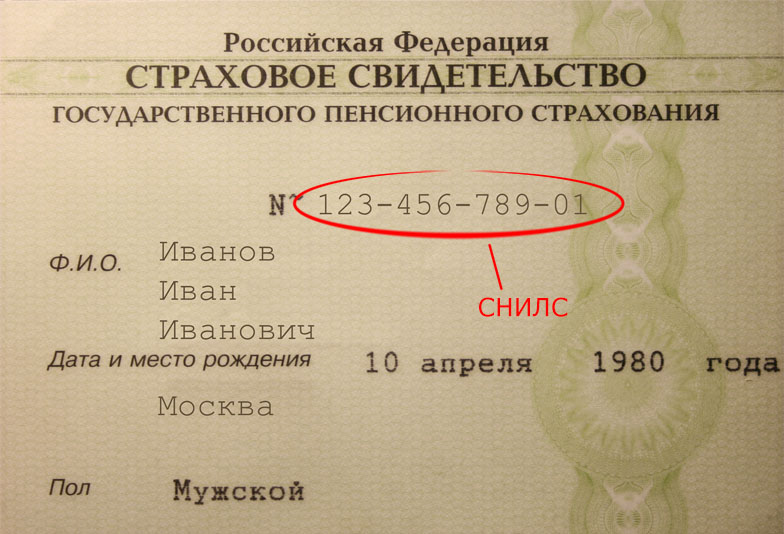 Российская Федерация
СТРАХОВОЕ СВИДЕТЕЛЬСТВО
ГОСУДАРСТВЕННОГО ПЕНСИОННОГО СТРАХОВАНИЯ
№ 123-456-789-01
СНИЛС
Ф.И.О. Иванов
Иван
Иванович
Дата и место рождения 10 апреля 1980 года
Москва
Пол Мужской